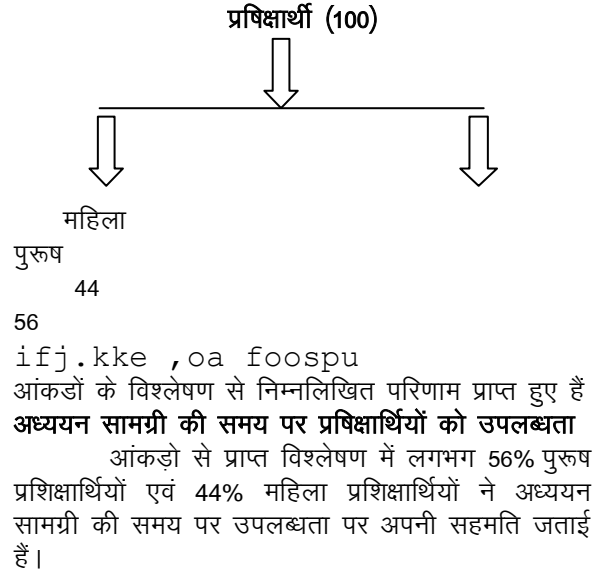 प्रषिक्षार्थी (100)
महिला
पुरूष
44
56
ifj.kke ,oa foospu
आंकडों के विश्लेषण से निम्नलिखित परिणाम प्राप्त हुए हैं
अध्ययन सामग्री की समय पर प्रषिक्षार्थियों को उपलब्धता
आंकड़ो से प्राप्त विश्लेषण में लगभग 56% पुरूष
प्रशिक्षार्थियों एवं 44% महिला प्रशिक्षार्थियों ने अध्ययन
सामग्री की समय पर उपलब्धता पर अपनी सहमति जताई
हैं।